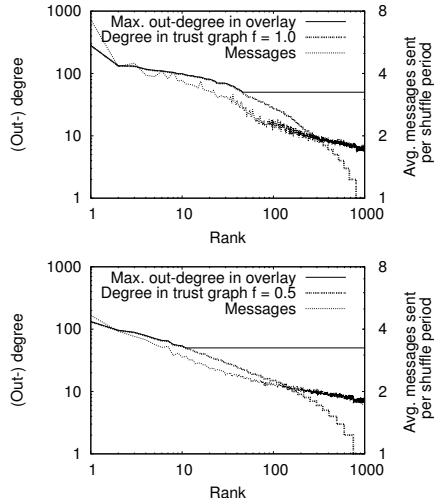 Max. out-degree in overlay
Degree in trust graph f = 1.0
Messages
1000
100
10
1
8
4
2
1
1
10
100
1000
(Out-) degree
Avg. messages sent
per shuffle period
Rank
Max. out-degree in overlay
Degree in trust graph f = 0.5
Messages
1000
100
10
1
8
4
2
1
1
10
100
1000
(Out-) degree
Avg. messages sent
per shuffle period
Rank